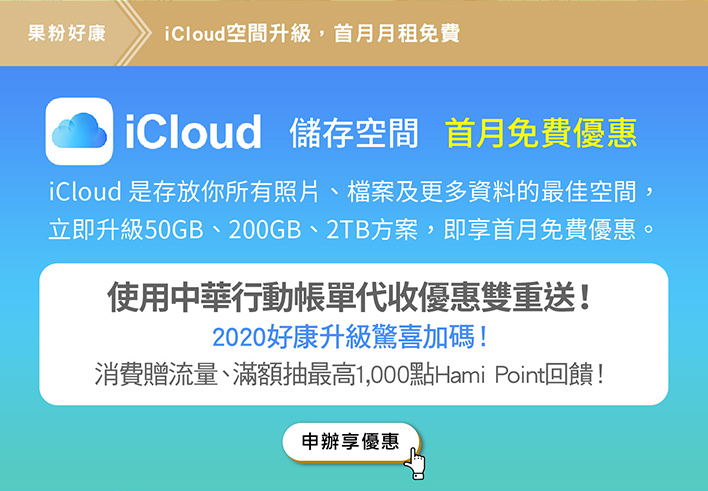 果粉好康
iCloud空間升級，首月月租免費
iCloud 儲存空間 首月免費優惠
iCloud 是存放你所有照片、檔案及更多資料的最佳空間，
立即升級50GB、200GB、2TB方案，即享首月免費優惠。
使用中華行動帳單代收優惠雙重送！
2020好康升級驚喜加碼！
消費贈流量、滿額抽最高1,000點Hami Point回饋！
申辦享優惠